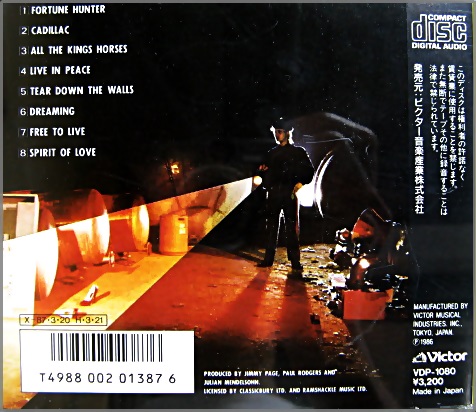 1 FORTUNE HUNTER
2 CADILLAC
3 ALL THE KINGS HORSES
4 LIVE IN PEACE
5 TEAR DOWN THE WALLS
6 DREAMING
7 FREE TO LIVE
8 SPIRIT OF LOVE
COMPACT
disc
DIGITAL AUDIO
このディスクは権利者の許諾なく
賃貸業に使用することを禁じます。
また無断でテープその他に録音することは
法律で禁じられています。
発売元:ビクター音楽産業株式会社
X-87・3・20 H・3・21
T4988 002 01387 6
PRODUCED BY JIMMY PAGE, PAUL RODGERS AND
JULIAN MENDELSOHN.
LICENSED BY CLASSICBURY LTD. AND RAMSHACKLE MUSIC LTD.
MANUFACTURED BY
VICTOR MUSICAL
INDUSTRIES, INC.
TOKYO, JAPAN.
Ⓟ1986
Victor
VDP-1080
Made in Japan